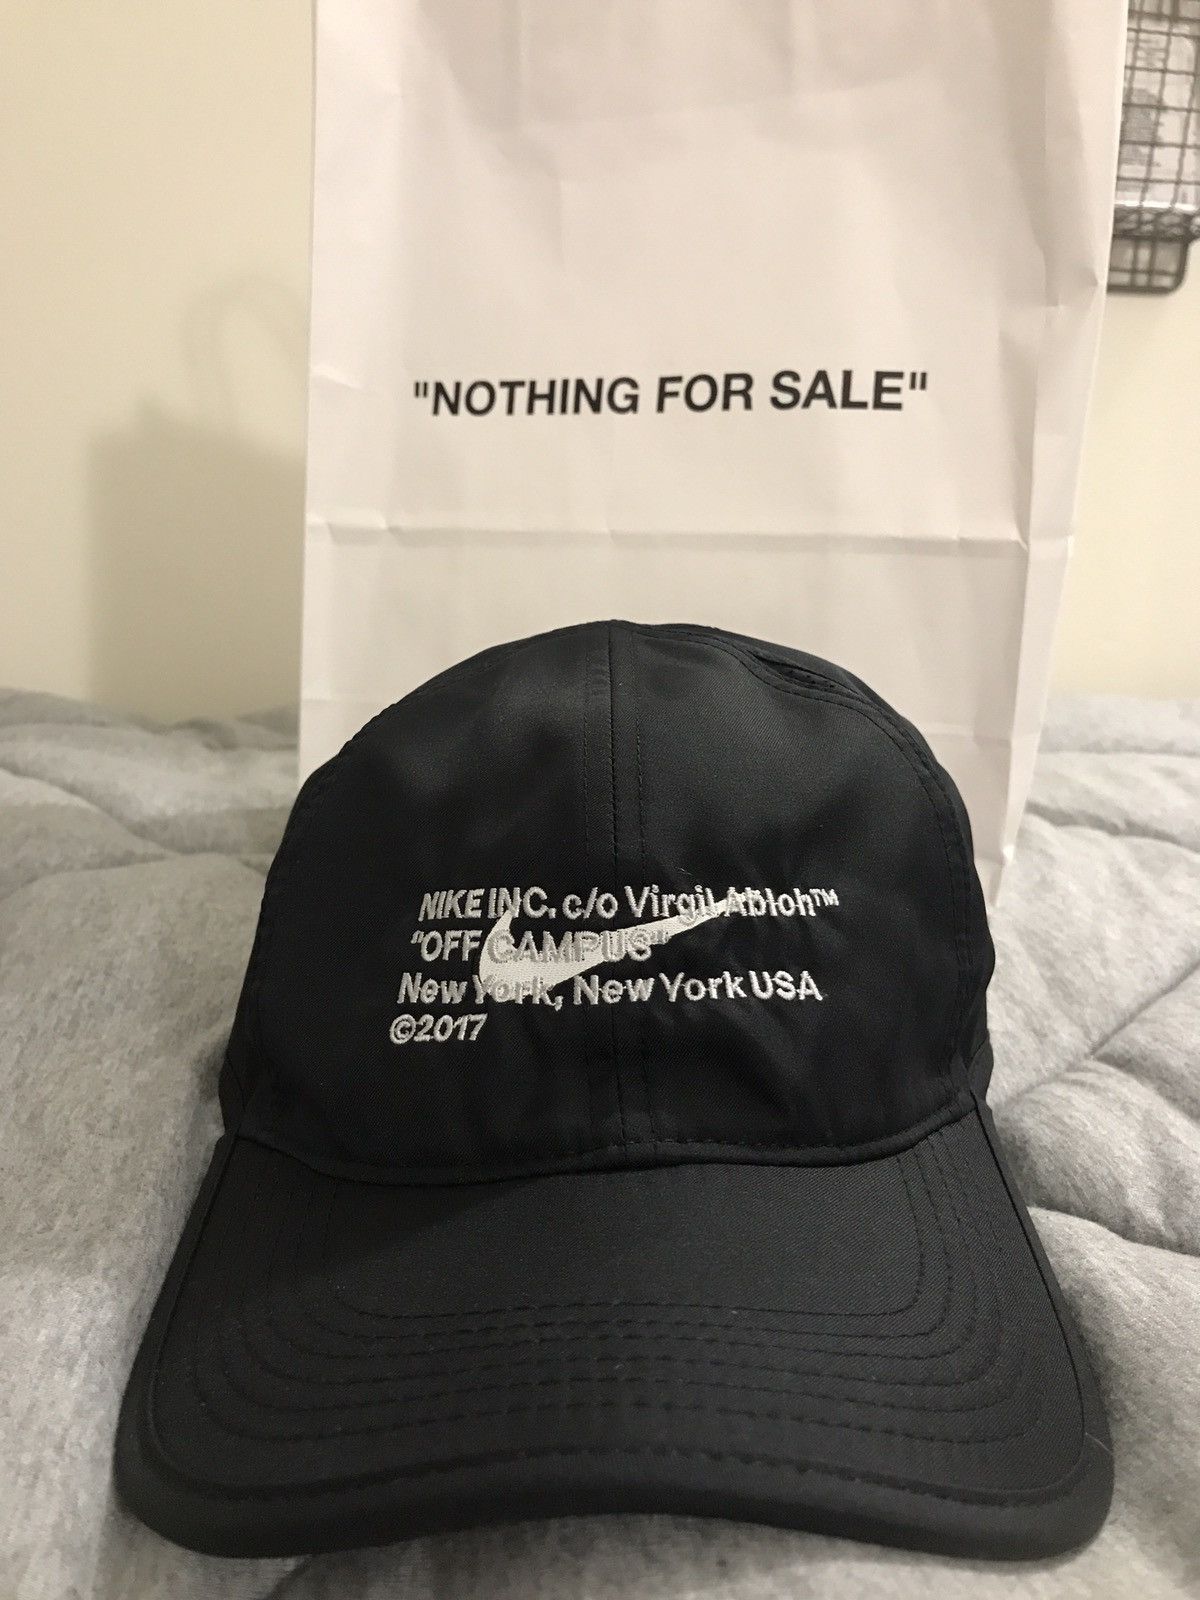 "NOTHING FOR SALE"
NIKE INC. c/o Virgil Abloh™
"OFF CAMPUS"
New York, New York USA
©2017